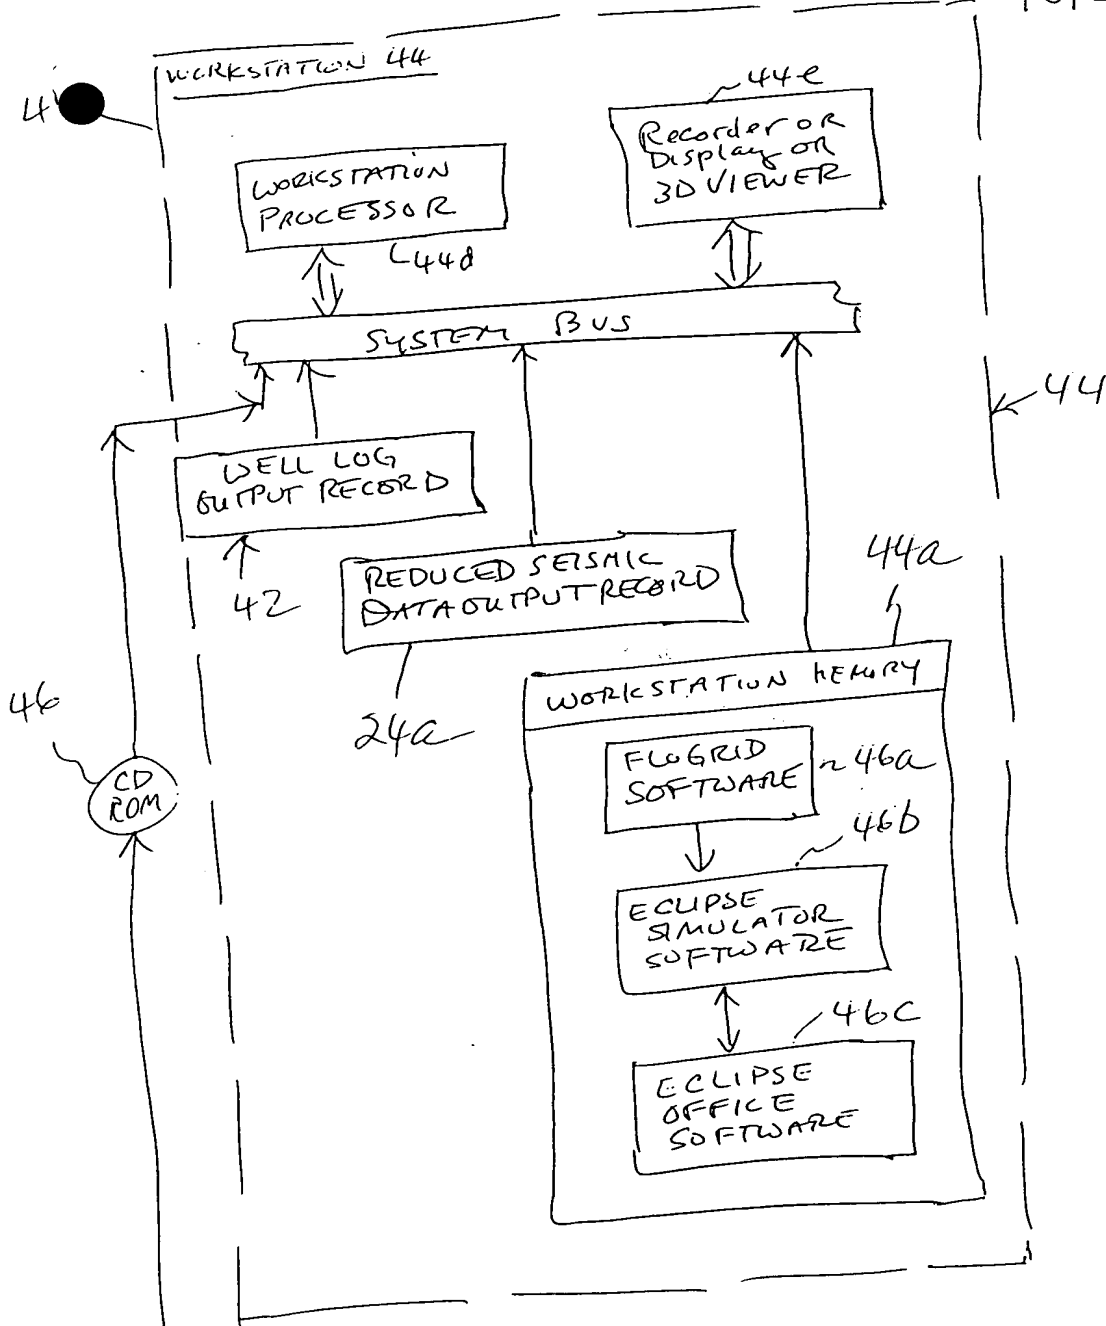 WORKSTATION 44
44e
Recorder OR
Display OR
3D VIEWER
WORKSTATION
PROCESSOR
44d
SYSTEM BUS
44
WELL LOG
OUTPUT RECORD
42
REDUCED SEISMIC
DATA OUTPUT RECORD
24a
44a
WORKSTATION MEMORY
46
CD
ROM
FLOGRID
SOFTWARE
46a
46b
ECLIPSE
SIMULATOR
SOFTWARE
46c
ECLIPSE
OFFICE
SOFTWARE